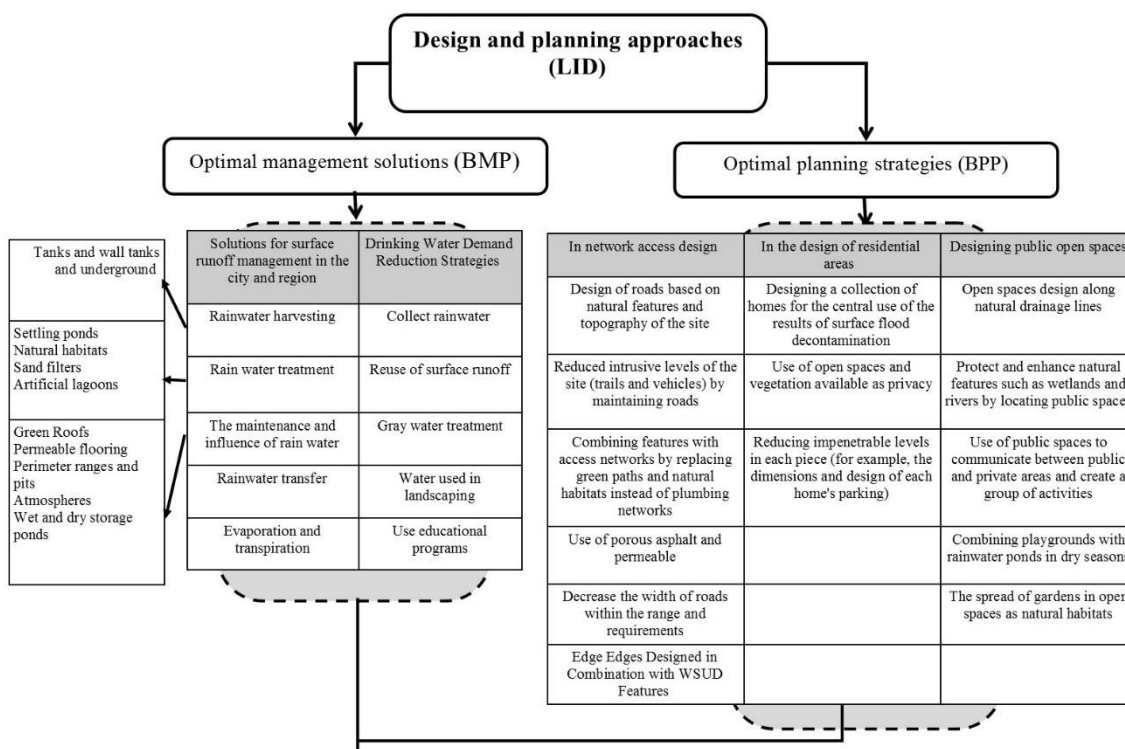 Design and planning approaches
(LID)
Optimal management solutions (BMP)
Optimal planning strategies (BPP)
Tanks and wall tanks
and underground
Settling ponds
Natural habitats
Sand filters
Artificial lagoons
Green Roofs
Permeable flooring
Perimeter ranges and
pits
Atmospheres
Wet and dry storage
ponds
Solutions for surface
runoff management in the
city and region
Drinking Water Demand
Reduction Strategies
Rainwater harvesting
Collect rainwater
Rain water treatment
Reuse of surface runoff
The maintenance and
influence of rain water
Gray water treatment
Rainwater transfer
Water used in
landscaping
Evaporation and
transpiration
Use educational
programs
In network access design
In the design of residential
areas
Designing public open spaces
Design of roads based on
natural features and
topography of the site
Designing a collection of
homes for the central use of the
results of surface flood
decontamination
Open spaces design along
natural drainage lines
Reduced intrusive levels of the
site (trails and vehicles) by
maintaining roads
Use of open spaces and
vegetation available as privacy
Protect and enhance natural
features such as wetlands and
rivers by locating public space
Combining features with
access networks by replacing
green paths and natural
habitats instead of plumbing
networks
Reducing impenetrable levels
in each piece (for example, the
dimensions and design of each
home's parking)
Use of public spaces to
communicate between public
and private areas and create a
group of activities
Use of porous asphalt and
permeable
Combining playgrounds with
rainwater ponds in dry seasons
Decrease the width of roads
within the range and
requirements
The spread of gardens in open
spaces as natural habitats
Edge Edges Designed in
Combination with WSUD
Features